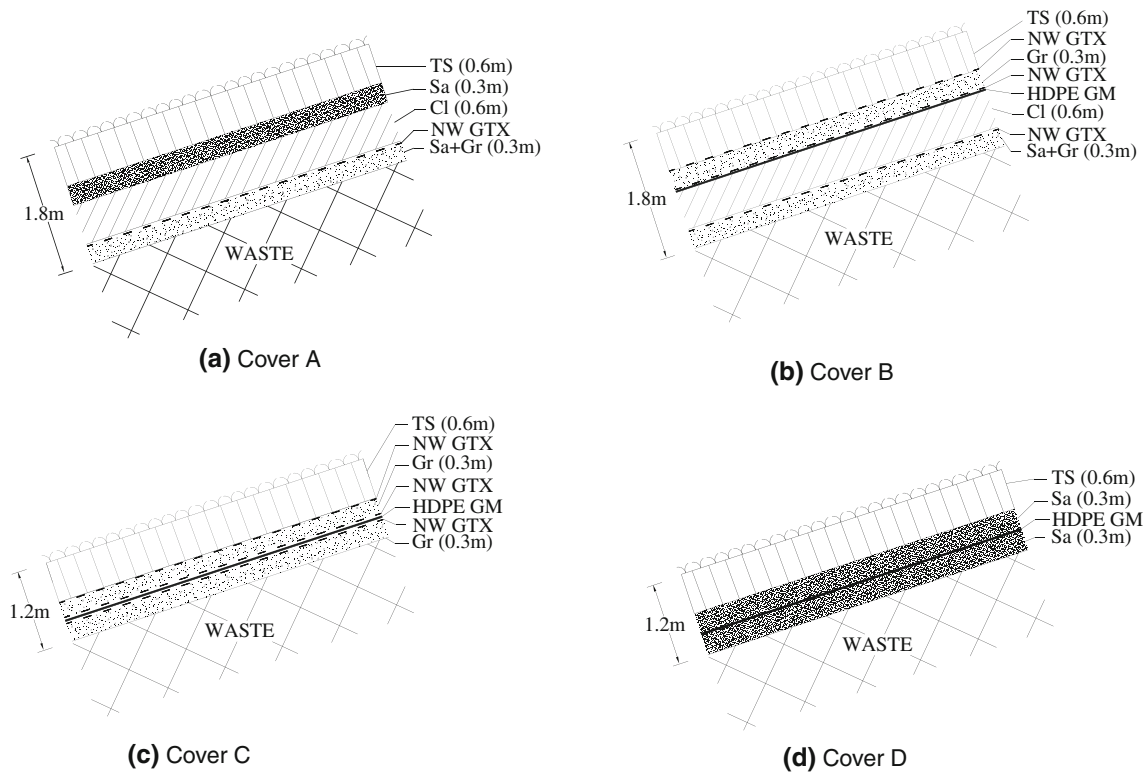 TS (0.6m)
Sa (0.3m)
Cl (0.6m)
NW GTX
Sa+Gr (0.3m)
1.8m
WASTE
(a) Cover A
TS (0.6m)
NW GTX
Gr (0.3m)
NW GTX
HDPE GM
Cl (0.6m)
NW GTX
Sa+Gr (0.3m)
1.8m
WASTE
(b) Cover B
TS (0.6m)
NW GTX
Gr (0.3m)
NW GTX
HDPE GM
NW GTX
Gr (0.3m)
1.2m
WASTE
(c) Cover C
TS (0.6m)
Sa (0.3m)
HDPE GM
Sa (0.3m)
1.2m
WASTE
(d) Cover D